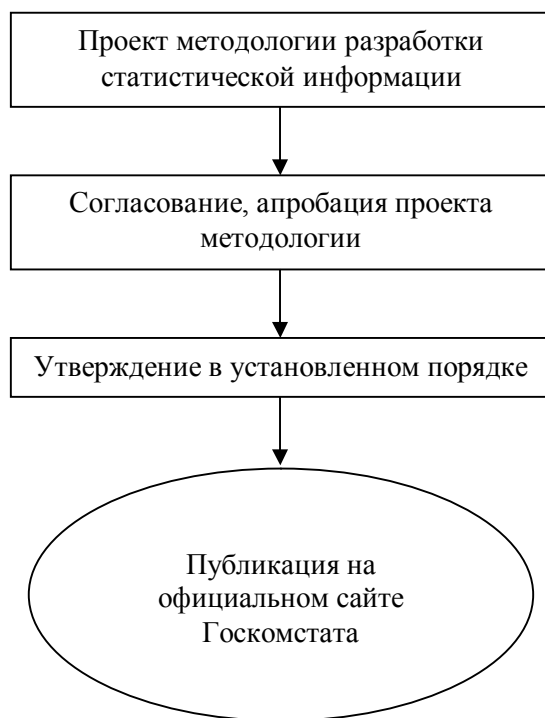 Проект методологии разработки
статистической информации
Согласование, апробация проекта
методологии
Утверждение в установленном порядке
Публикация на
официальном сайте
Госкомстата